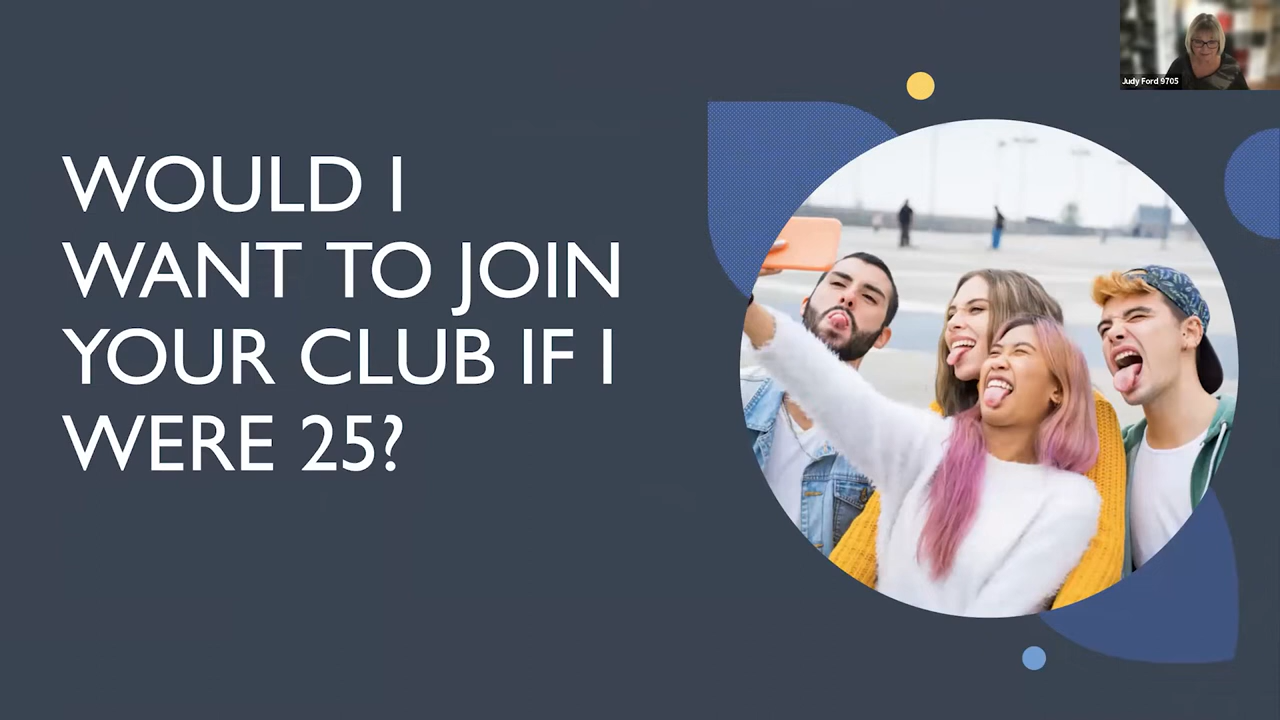 WOULD I
WANT TO JOIN
YOUR CLUB IF I
WERE 25?
Judy Ford 9705